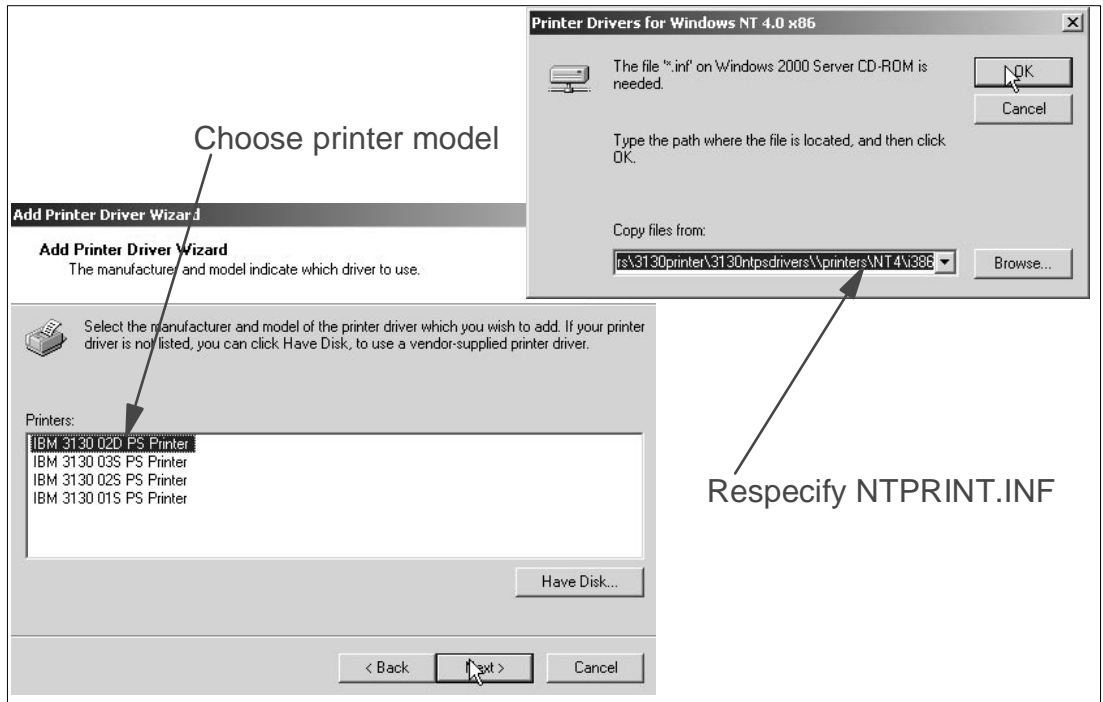 Printer Drivers for Windows NT 4.0 x86
The file '*.inf' on Windows 2000 Server CD-ROM is
needed.
OK
Cancel
Type the path where the file is located, and then click
OK.
Copy files from:
rs\3130printer\3130ntpsdrivers\\printers\NT4\i386
Browse...
Choose printer model
Add Printer Driver Wizard
Add Printer Driver Wizard
The manufacturer and model indicate which driver to use.
Select the manufacturer and model of the printer driver which you wish to add. If your printer
driver is not listed, you can click Have Disk, to use a vendor-supplied printer driver.
Printers:
IBM 3130 02D PS Printer
IBM 3130 03S PS Printer
IBM 3130 02S PS Printer
IBM 3130 01S PS Printer
Respecify NTPRINT.INF
Have Disk...
< Back
Next >
Cancel